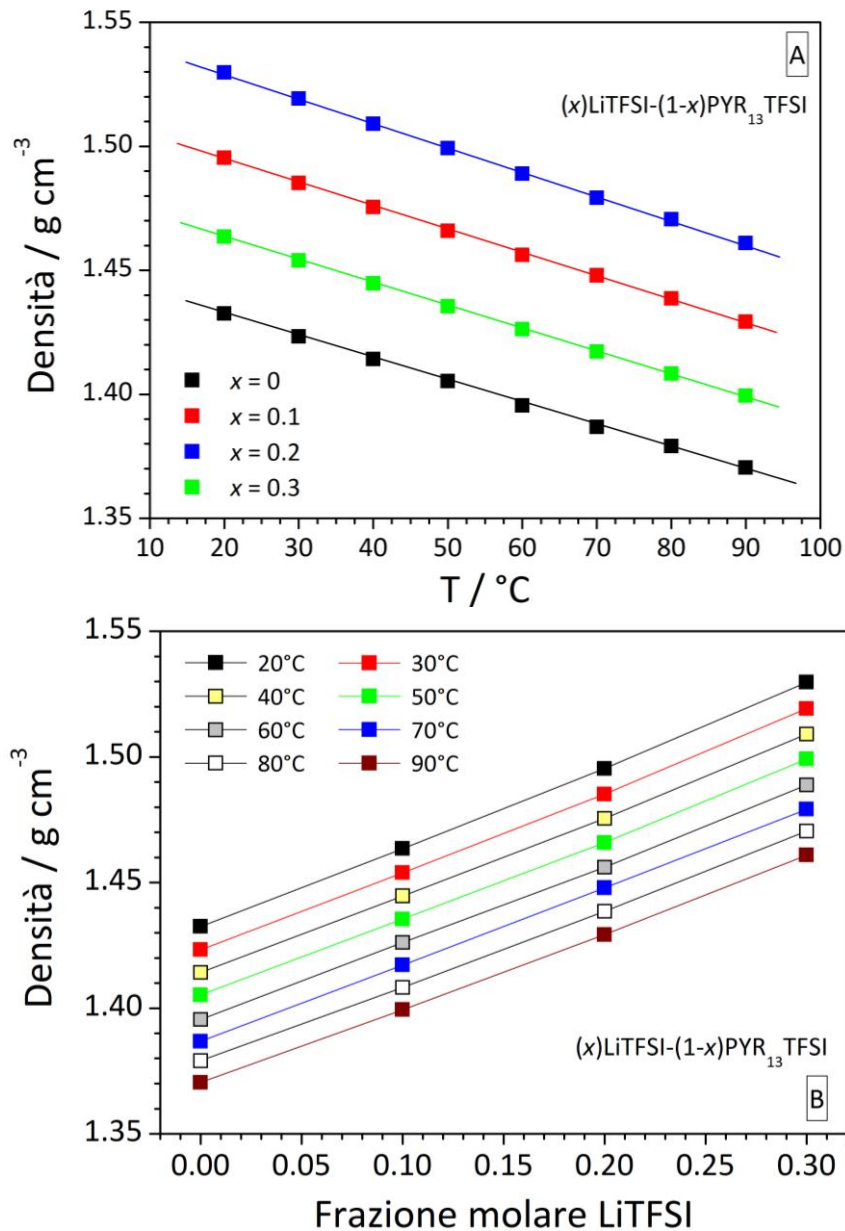 1.55
A
(x)LiTFSI-(1-x)PYR13TFSI
1.50
Densità / g cm-3
1.45
1.40
x = 0
x = 0.1
x = 0.2
x = 0.3
1.35
10 20 30 40 50 60 70 80 90 100
T / °C
1.55
20°C 30°C
40°C 50°C
60°C 70°C
80°C 90°C
1.50
Densità / g cm-3
1.45
1.40
(x)LiTFSI-(1-x)PYR13TFSI
B
1.35
0.00 0.05 0.10 0.15 0.20 0.25 0.30
Frazione molare LiTFSI